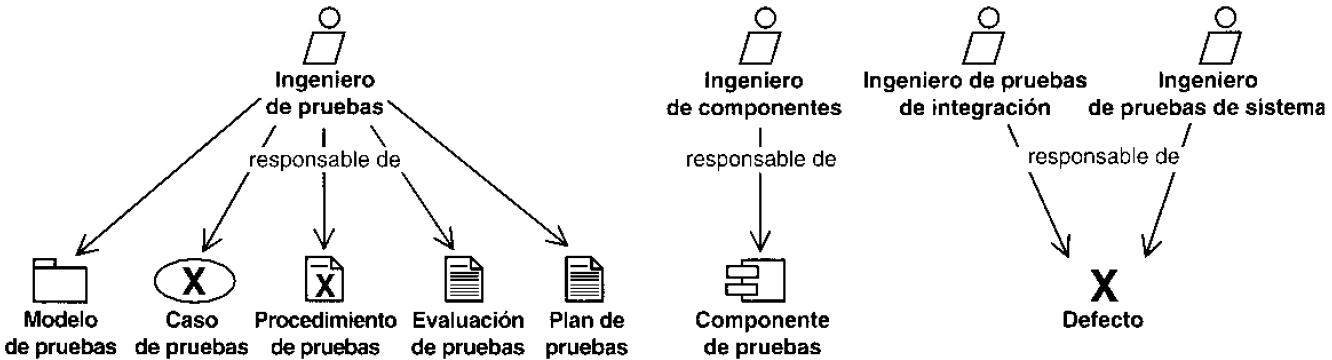 Ingeniero
de pruebas
Ingeniero
de componentes
Ingeniero de pruebas
de integración
Ingeniero
de pruebas de sistema
responsable de
responsable de
responsable de
X
X
X
Modelo
de pruebas
Caso
de pruebas
Procedimiento
de pruebas
Evaluación
de pruebas
Plan de
pruebas
Componente
de pruebas
Defecto